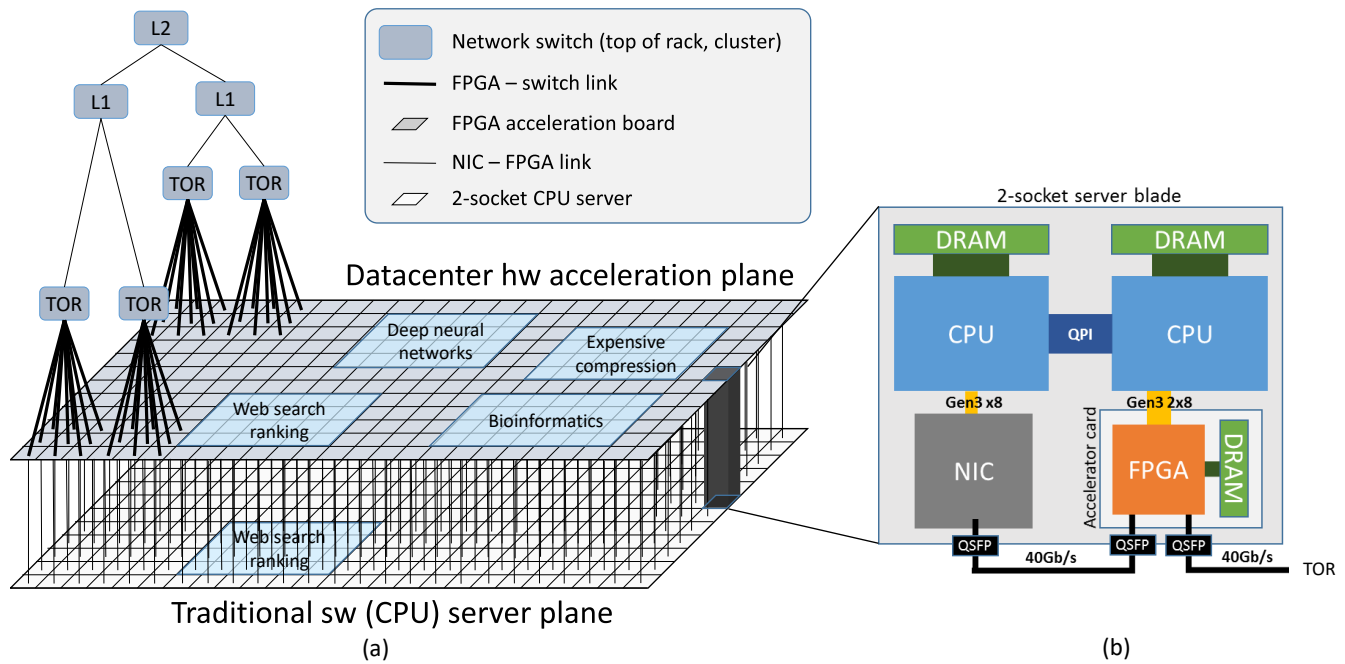 L2
L1
L1
TOR
TOR
TOR
TOR
Network switch (top of rack, cluster)
FPGA – switch link
FPGA acceleration board
NIC – FPGA link
2-socket CPU server
Datacenter hw acceleration plane
Deep neural
networks
Expensive
compression
Web search
ranking
Bioinformatics
Web search
ranking
Traditional sw (CPU) server plane
(a)
2-socket server blade
DRAM
DRAM
CPU
QPI
CPU
Gen3 x8
Gen3 2x8
NIC
Accelerator card
FPGA
DRAM
QSFP
QSFP
QSFP
40Gb/s
40Gb/s
TOR
(b)